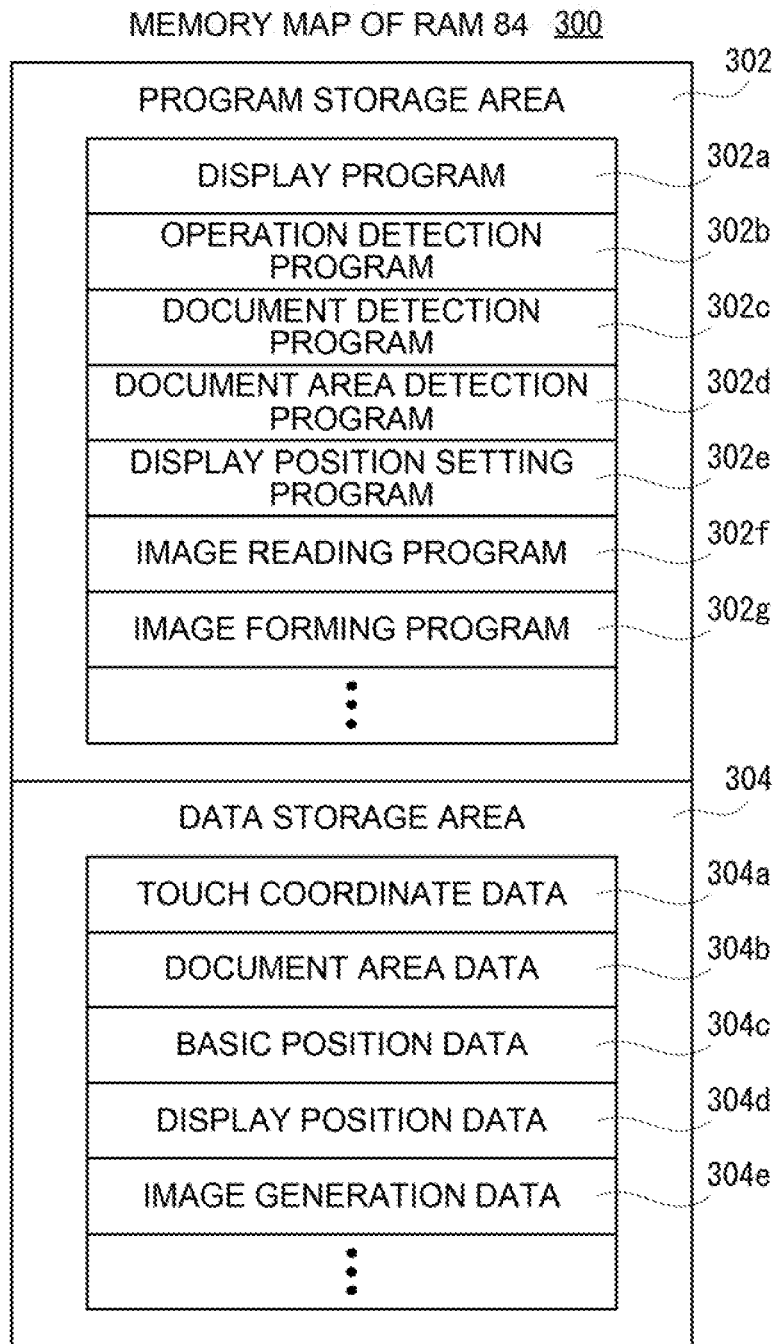 MEMORY MAP OF RAM 84 300
302
PROGRAM STORAGE AREA
302a
DISPLAY PROGRAM
302b
OPERATION DETECTION
PROGRAM
302c
DOCUMENT DETECTION
PROGRAM
302d
DOCUMENT AREA DETECTION
PROGRAM
302e
DISPLAY POSITION SETTING
PROGRAM
302f
IMAGE READING PROGRAM
302g
IMAGE FORMING PROGRAM
304
DATA STORAGE AREA
304a
TOUCH COORDINATE DATA
304b
DOCUMENT AREA DATA
304c
BASIC POSITION DATA
304d
DISPLAY POSITION DATA
304e
IMAGE GENERATION DATA